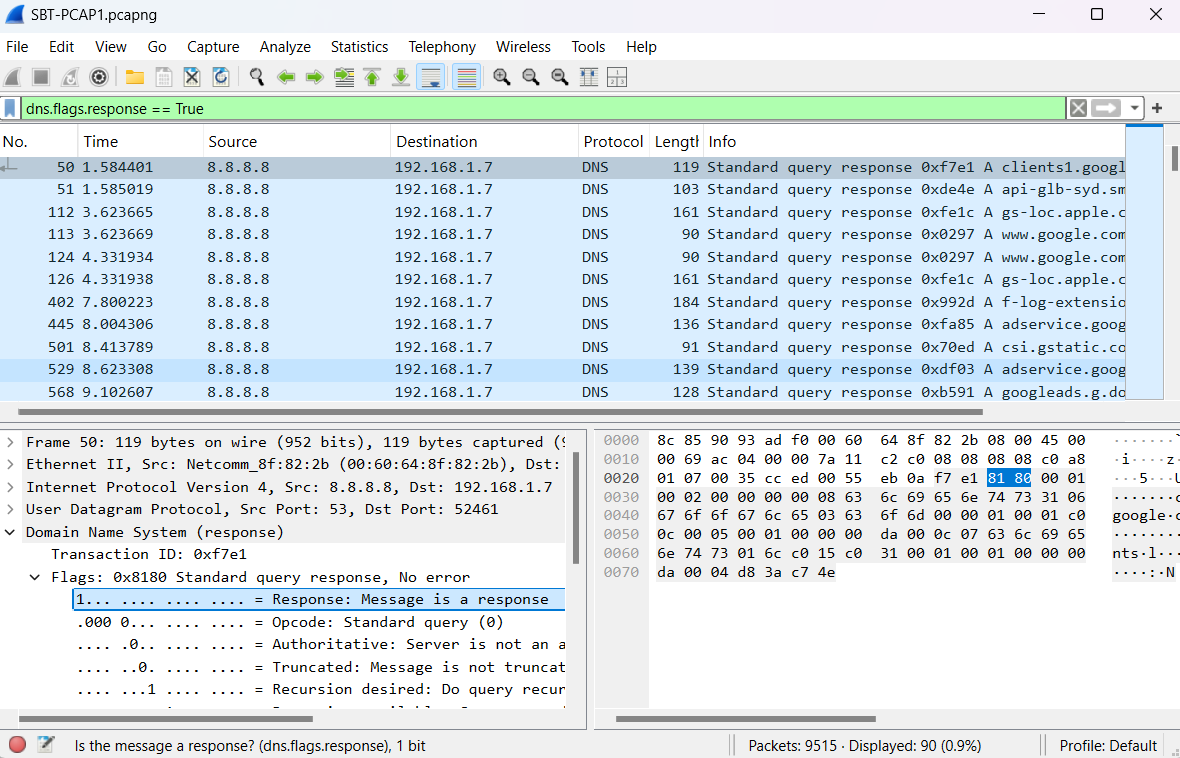 SBT-PCAP1.pcapng
File Edit View Go Capture Analyze Statistics Telephony Wireless Tools Help
dns.flags.response == True
No. Time Source Destination Protocol Length Info
50 1.584401 8.8.8.8 192.168.1.7 DNS 119 Standard query response 0xf7e1 A clients1.googl
51 1.585019 8.8.8.8 192.168.1.7 DNS 103 Standard query response 0xde4e A api-glb-syd.sm
112 3.623665 8.8.8.8 192.168.1.7 DNS 161 Standard query response 0xfe1c A gs-loc.apple.c
113 3.623669 8.8.8.8 192.168.1.7 DNS 90 Standard query response 0x0297 A www.google.com
124 4.331934 8.8.8.8 192.168.1.7 DNS 90 Standard query response 0x0297 A www.google.com
126 4.331938 8.8.8.8 192.168.1.7 DNS 161 Standard query response 0xfe1c A gs-loc.apple.c
402 7.800223 8.8.8.8 192.168.1.7 DNS 184 Standard query response 0x992d A f-log-extensio
445 8.004306 8.8.8.8 192.168.1.7 DNS 136 Standard query response 0xfa85 A adservice.goog
501 8.413789 8.8.8.8 192.168.1.7 DNS 91 Standard query response 0x70ed A csi.gstatic.co
529 8.623308 8.8.8.8 192.168.1.7 DNS 139 Standard query response 0xdf03 A adservice.goog
568 9.102607 8.8.8.8 192.168.1.7 DNS 128 Standard query response 0xb591 A googleads.g.do
Frame 50: 119 bytes on wire (952 bits), 119 bytes captured (9
Ethernet II, Src: Netcomm_8f:82:2b (00:60:64:8f:82:2b), Dst:
Internet Protocol Version 4, Src: 8.8.8.8, Dst: 192.168.1.7
User Datagram Protocol, Src Port: 53, Dst Port: 52461
Domain Name System (response)
Transaction ID: 0xf7e1
Flags: 0x8180 Standard query response, No error
1... .... .... .... = Response: Message is a response
.000 0... .... .... = Opcode: Standard query (0)
.... .0.. .... .... = Authoritative: Server is not an a
.... ..0. .... .... = Truncated: Message is not truncat
.... ...1 .... .... = Recursion desired: Do query recur
0000 8c 85 90 93 ad f0 00 60 64 8f 82 2b 08 00 45 00 ·······`
0010 00 69 ac 04 00 00 7a 11 c2 c0 08 08 08 08 c0 a8 ·i····z·
0020 01 07 00 35 cc ed 00 55 eb 0a f7 e1 81 80 00 01 ···5···U
0030 00 02 00 00 00 00 08 63 6c 69 65 6e 74 73 31 06 ·······c
0040 67 6f 6f 67 6c 65 03 63 6f 6d 00 00 01 00 01 c0 google·c
0050 0c 00 05 00 01 00 00 00 da 00 0c 07 63 6c 69 65 ········
0060 6e 74 73 01 6c c0 15 c0 31 00 01 00 01 00 00 00 nts·l···
0070 da 00 04 d8 3a c7 4e ····:·N
Is the message a response? (dns.flags.response), 1 bit
Packets: 9515 · Displayed: 90 (0.9%)
Profile: Default